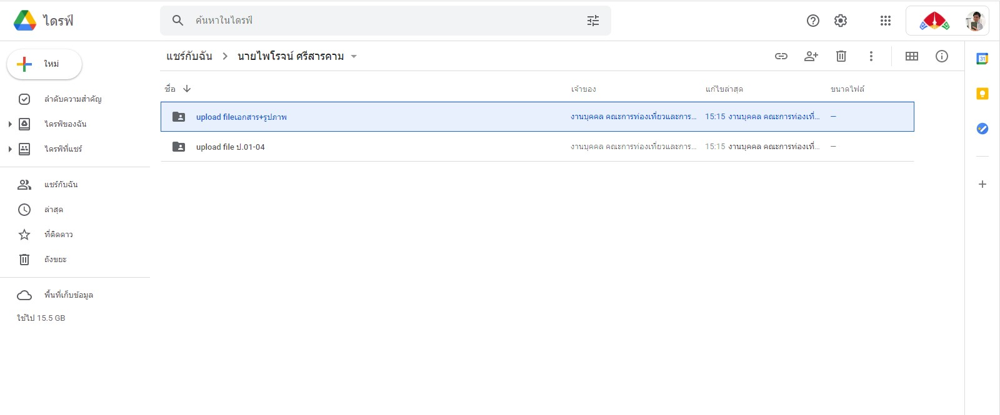 ไดรฟ์
ค้นหาในไดรฟ์
ใหม่
แชร์กับฉัน > นายไพโรจน์ ศรีสารคาม
31
ชื่อ เจ้าของ แก้ไขล่าสุด ขนาดไฟล์
upload fileเอกสาร+รูปภาพ งานบุคคล คณะการท่องเที่ยวและการ... 15:15 งานบุคคล คณะการท่องเที่... —
upload file ป.01-04 งานบุคคล คณะการท่องเที่ยวและการ... 15:15 งานบุคคล คณะการท่องเที่... —
ลำดับความสำคัญ
ไดรฟ์ของฉัน
ไดรฟ์ที่แชร์
แชร์กับฉัน
ล่าสุด
ที่ติดดาว
ถังขยะ
พื้นที่เก็บข้อมูล
ใช้ไป 15.5 GB